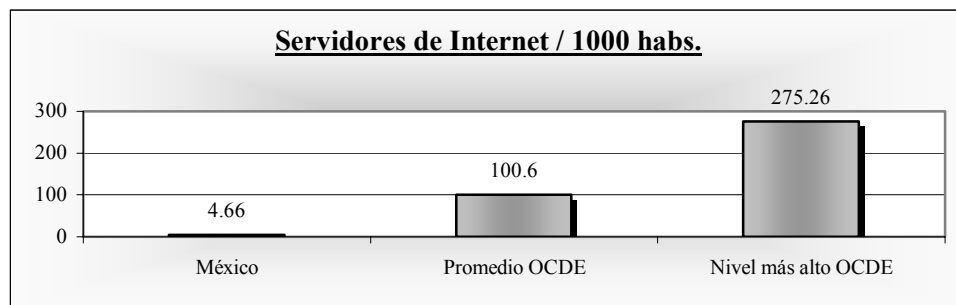 Servidores de Internet / 1000 habs.
275.26
300
200
100.6
100
4.66
0
México
Promedio OCDE
Nivel más alto OCDE